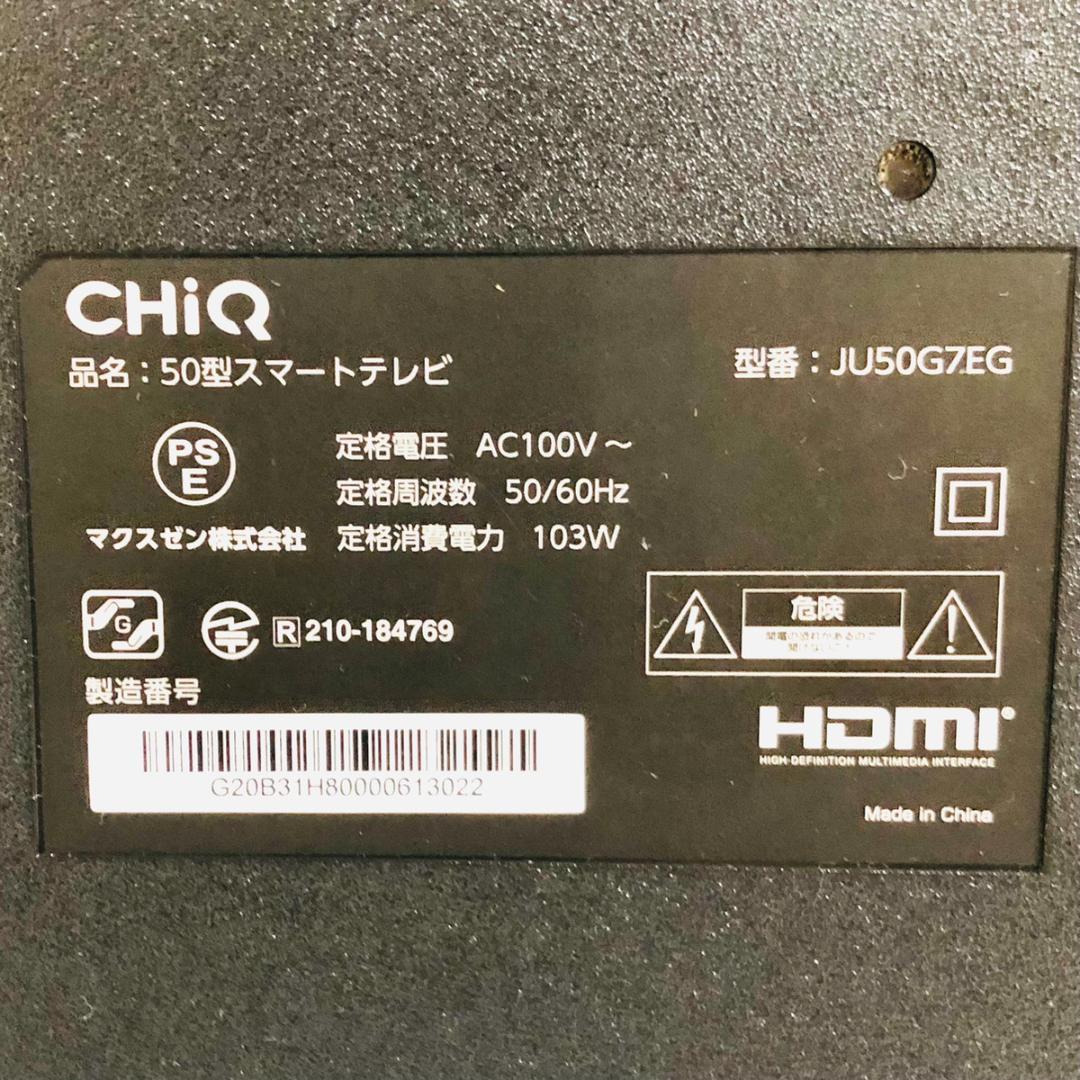 CHiQ
品名：50型スマートテレビ
型番：JU50G7EG
PS
E
マクスゼン株式会社
定格電圧 AC100V～
定格周波数 50/60Hz
定格消費電力 103W
G
R 210-184769
危険
製造番号
G20B31H80000613022
HDMI
HIGH-DEFINITION MULTIMEDIA INTERFACE
Made in China